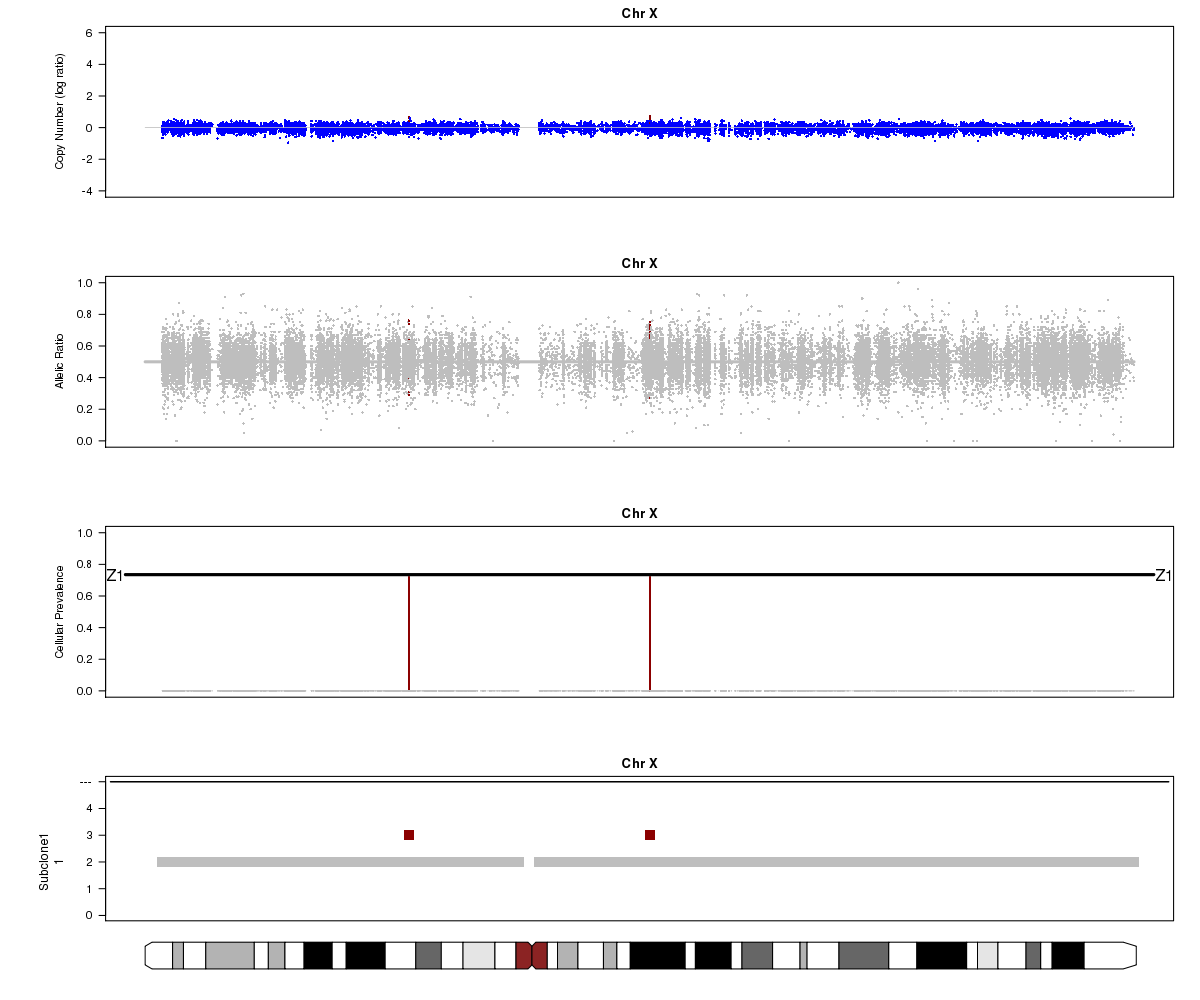 Chr X
Copy Number (log ratio)
6
4
2
0
-2
-4
Chr X
Allelic Ratio
1.0
0.8
0.6
0.4
0.2
0.0
Chr X
Cellular Prevalence
1.0
0.8
0.6
0.4
0.2
0.0
Z1
Z1
Chr X
Subclone1
1
---
4
3
2
1
0